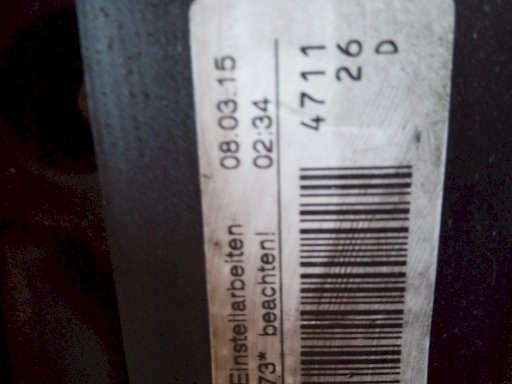 Einstellarbeiten 08.03.15
73* beachten! 02:34
4711
26
D